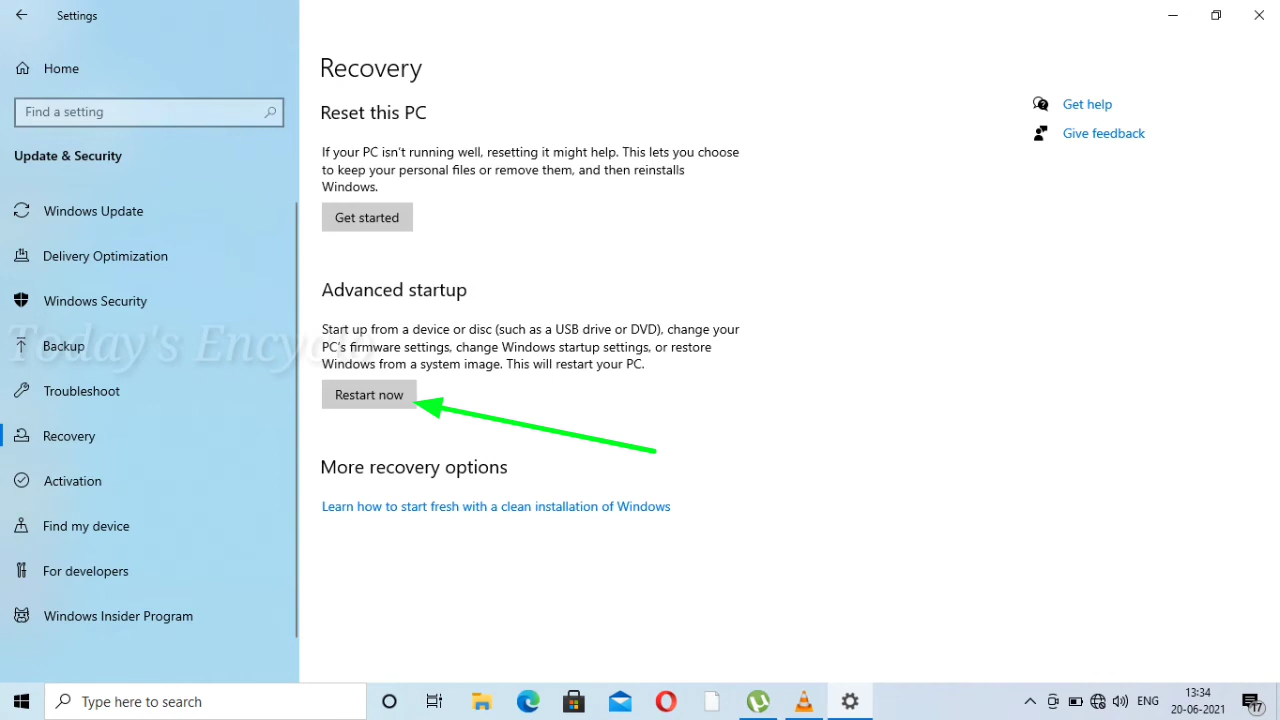 Settings
Home
Find a setting
Update & Security
Windows Update
Delivery Optimization
Windows Security
Backup
Troubleshoot
Recovery
Activation
Find my device
For developers
Windows Insider Program
Today's
Recovery
Reset this PC
If your PC isn't running well, resetting it might help. This lets you choose
to keep your personal files or remove them, and then reinstalls
Windows.
Get started
Advanced startup
Start up from a device or disc (such as a USB drive or DVD), change your
PC's firmware settings, change Windows startup settings, or restore
Windows from a system image. This will restart your PC.
Restart now
More recovery options
Learn how to start fresh with a clean installation of Windows
Get help
Give feedback
Type here to search
ENG
13:34
20-06-2021
17